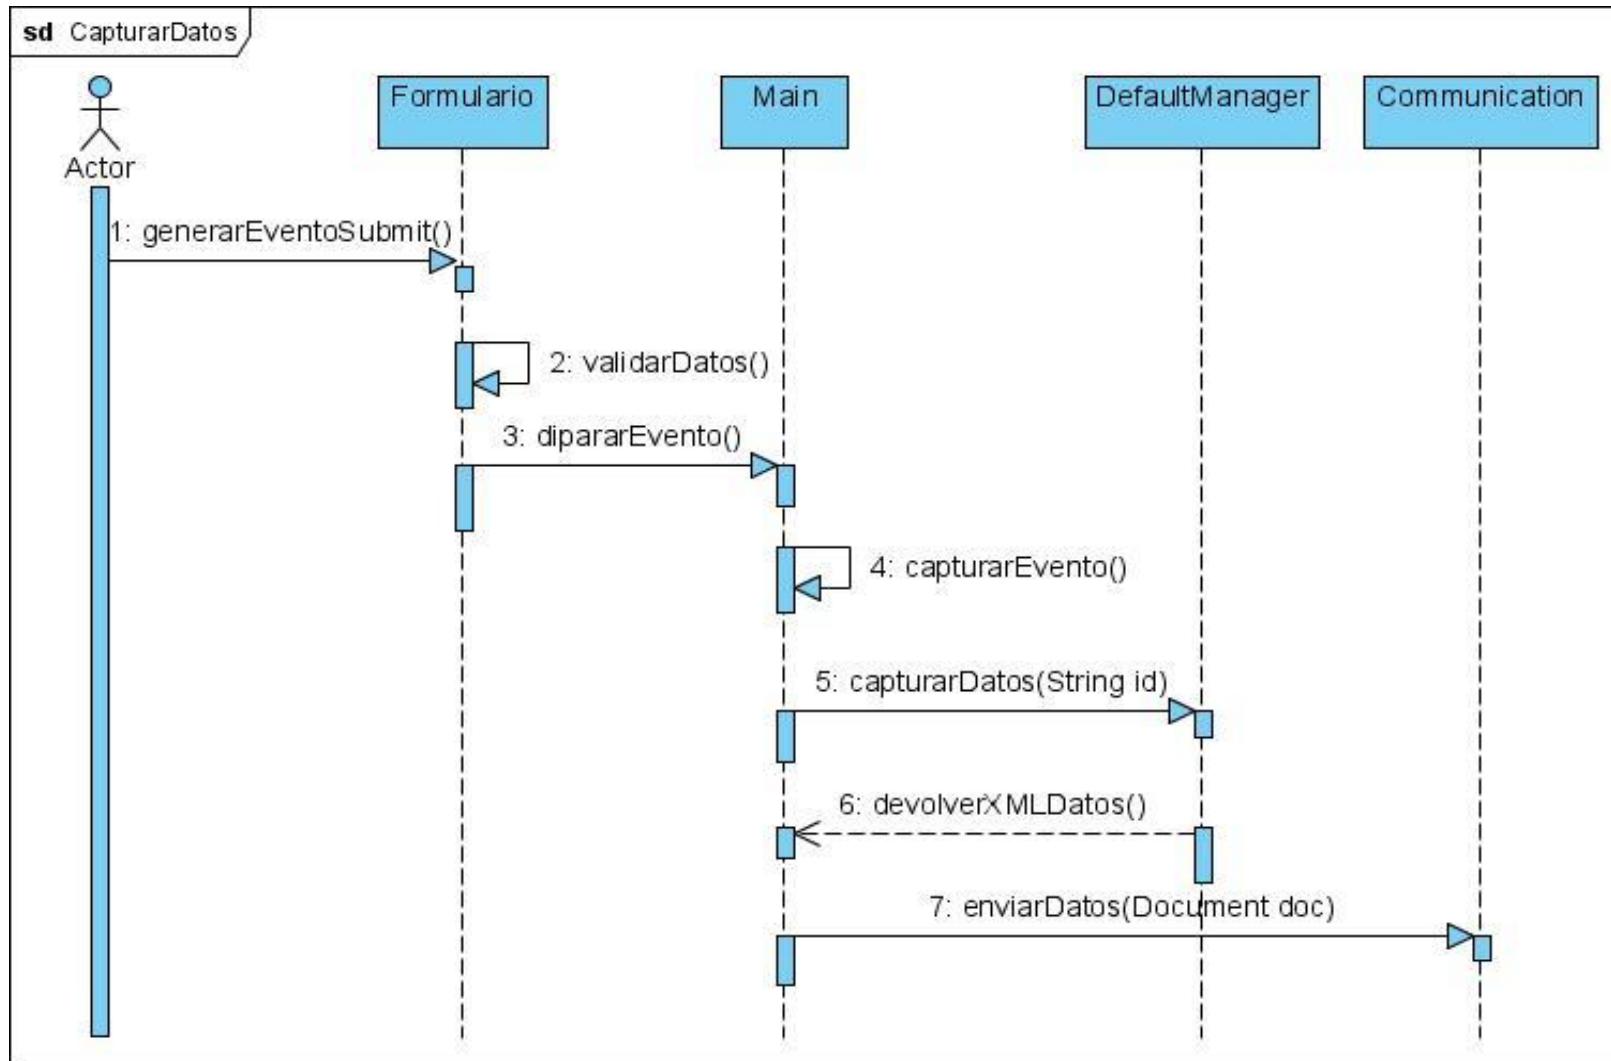 sd CapturarDatos
Actor
Formulario
Main
DefaultManager
Communication
1: generarEventoSubmit()
2: validarDatos()
3: dipararEvento()
4: capturarEvento()
5: capturarDatos(String id)
6: devolverXMLDatos()
7: enviarDatos(Document doc)